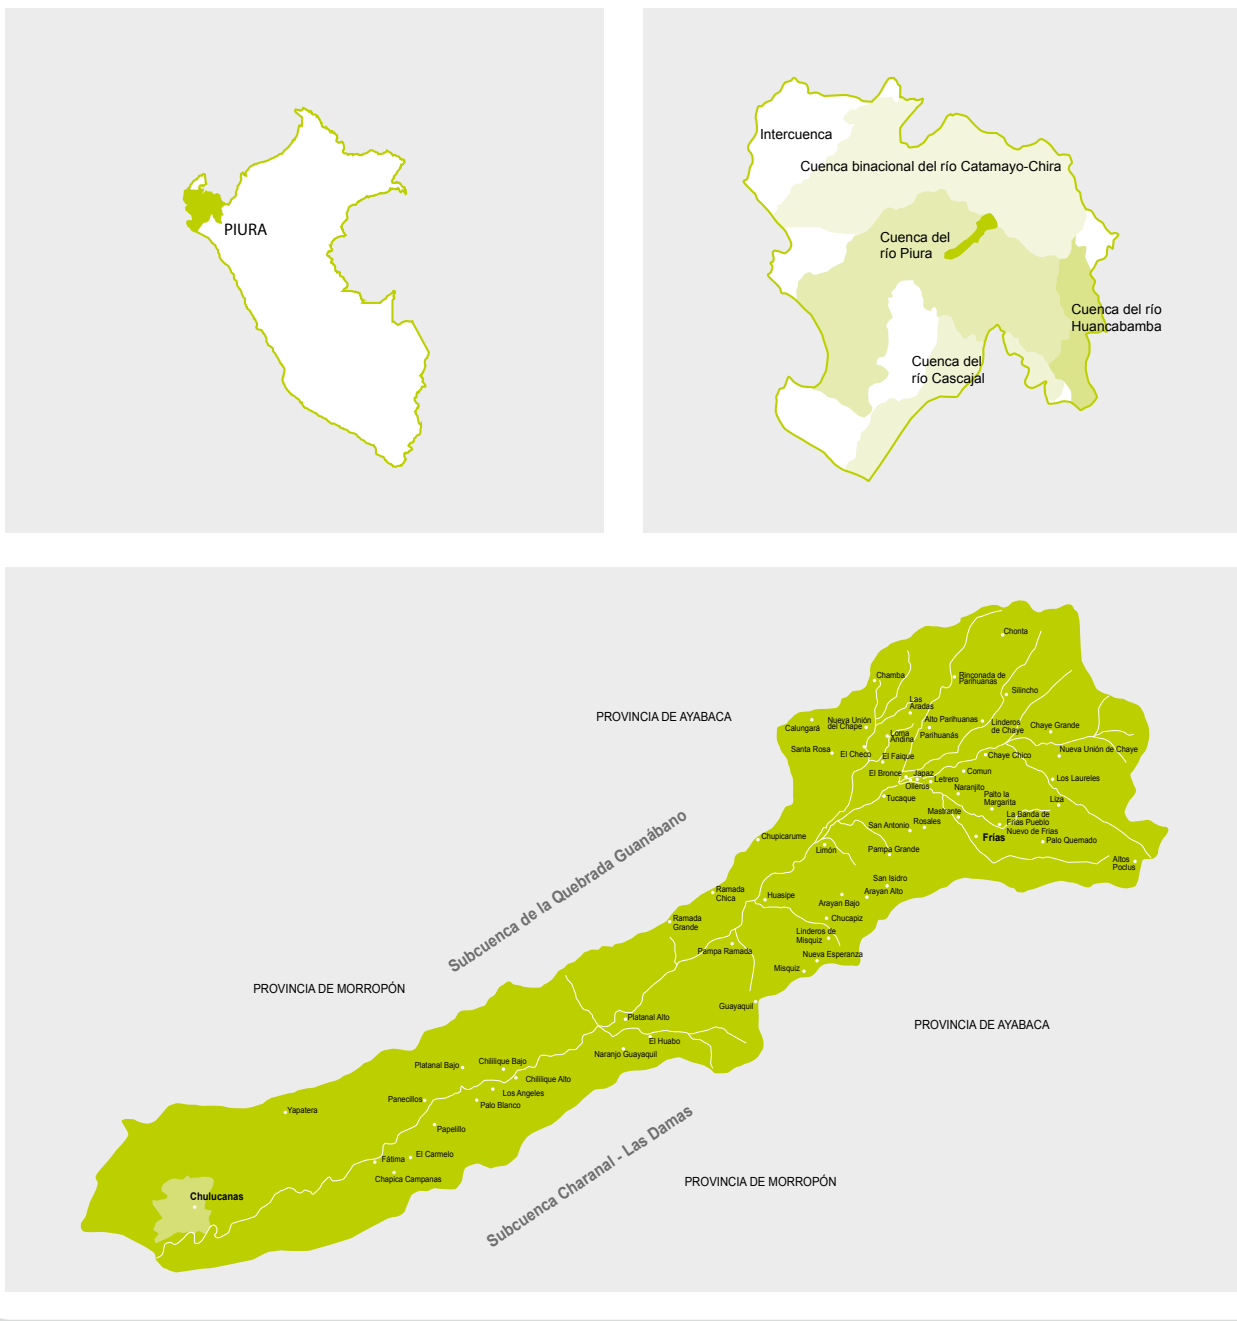 PIURA
Intercuenca
Cuenca binacional del río Catamayo-Chira
Cuenca del
río Piura
Cuenca del río
Huancabamba
Cuenca del
río Cascajal
Chonta
Chamba
Rinconada de
Parihuanas
Silincho
Las
Aradas
PROVINCIA DE AYABACA
Calungará
Nueva Unión
del Chape
Alto Parihuanas
Linderos
de Chaye
Chaye Grande
Loma
Andina
Parihuanás
Santa Rosa
El Checo
El Faique
Chaye Chico
Nueva Unión de Chaye
El Bronce
Japaz
Letrero
Comun
Los Laureles
Olleros
Naranjito
Tucaque
Palto la
Margarita
Liza
Mastrante
La Banda de
Frias Pueblo
Nuevo de Frias
San Antonio
Rosales
Frías
Palo Quemado
Chupicarume
Limón
Pampa Grande
Altos
Poclus
San Isidro
Arayan Alto
Ramada
Chica
Huasipe
Arayan Bajo
Chucapiz
Ramada
Grande
Linderos de
Misquiz
Pampa Ramada
Nueva Esperanza
Misquiz
Subcuenca de la Quebrada Guanábano
PROVINCIA DE MORROPÓN
Guayaquil
Platanal Alto
PROVINCIA DE AYABACA
El Huabo
Naranjo Guayaquil
Platanal Bajo
Chililique Bajo
Chililique Alto
Los Angeles
Panecillos
Palo Blanco
Yapatera
Papelillo
El Carmelo
Fátima
Chapica Campanas
Subcuenca Charanal - Las Damas
PROVINCIA DE MORROPÓN
Chulucanas